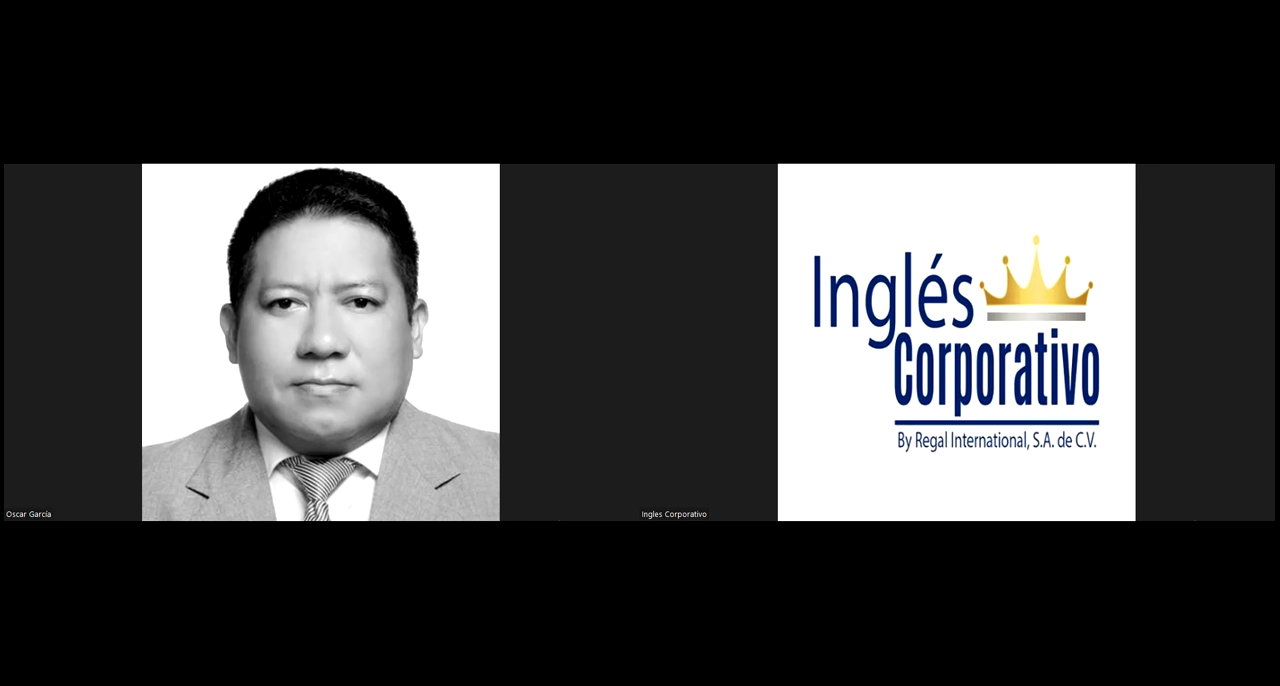 Oscar García
Inglés
Corporativo
By Regal International, S.A. de C.V.
Ingles Corporativo